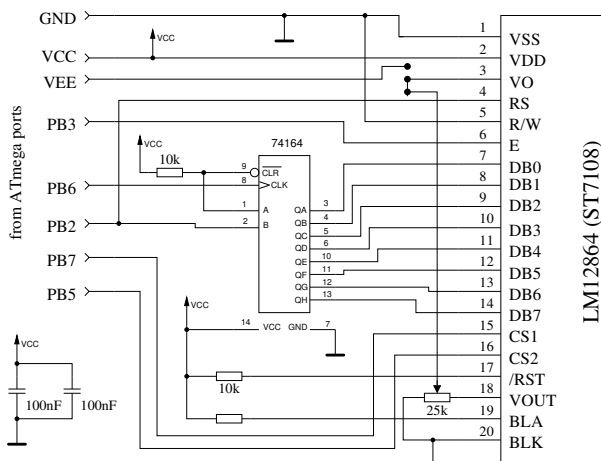 GND
VCC
VEE
PB3
PB6
PB2
PB7
PB5
from ATmega ports
VCC
VCC
10k
74164
9 CLR
8 CLK
1 A
2 B
QA 3
QB 4
QC 5
QD 6
QE 10
QF 11
QG 12
QH 13
VCC
14 VCC GND 7
10k
25k
VCC
100nF 100nF
1 VSS
2 VDD
3 VO
4 RS
5 R/W
6 E
7 DB0
8 DB1
9 DB2
10 DB3
11 DB4
12 DB5
13 DB6
14 DB7
15 CS1
16 CS2
17 /RST
18 VOUT
19 BLA
20 BLK
LM12864 (ST7108)